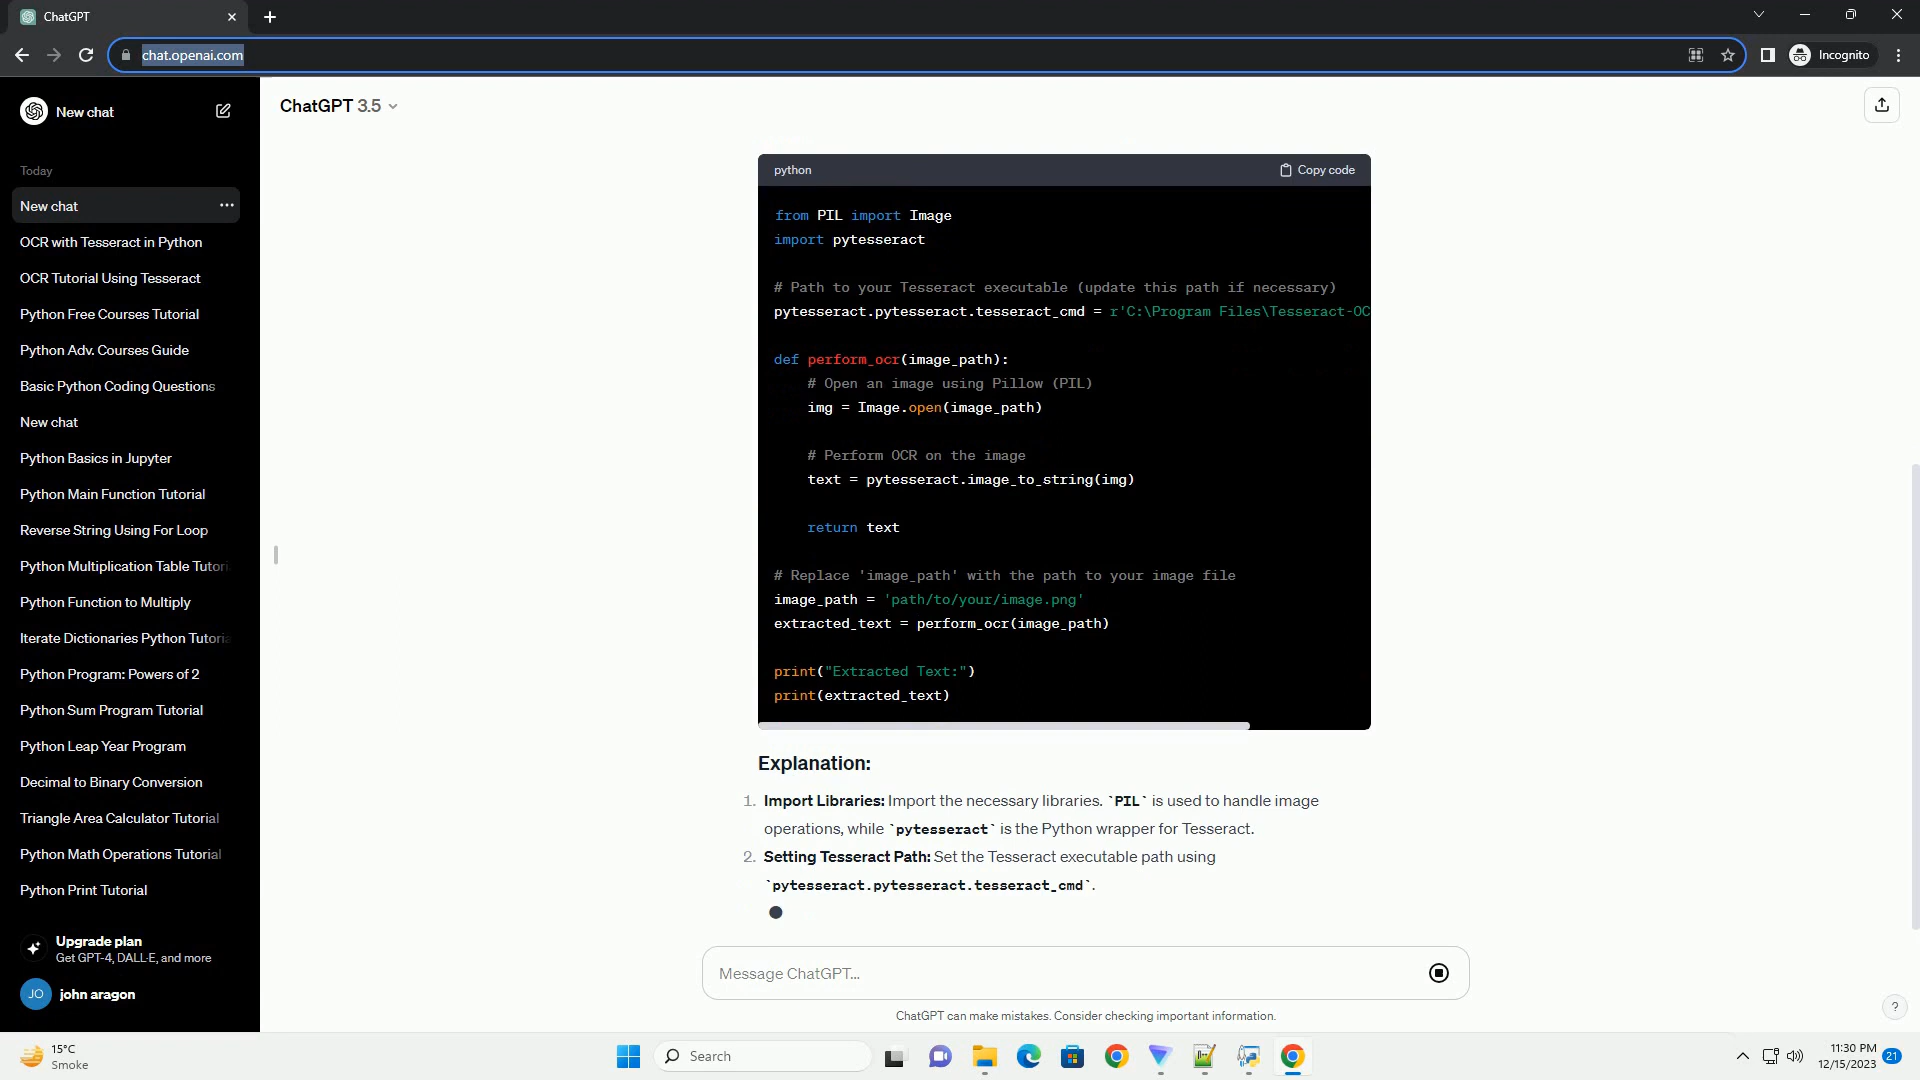 ChatGPT
chat.openai.com
Incognito
New chat
Today
New chat
OCR with Tesseract in Python
OCR Tutorial Using Tesseract
Python Free Courses Tutorial
Python Adv. Courses Guide
Basic Python Coding Questions
New chat
Python Basics in Jupyter
Python Main Function Tutorial
Reverse String Using For Loop
Python Multiplication Table Tutori
Python Function to Multiply
Iterate Dictionaries Python Tutoria
Python Program: Powers of 2
Python Sum Program Tutorial
Python Leap Year Program
Decimal to Binary Conversion
Triangle Area Calculator Tutorial
Python Math Operations Tutorial
Python Print Tutorial
Upgrade plan
Get GPT-4, DALL·E, and more
JO john aragon
ChatGPT 3.5
python Copy code
from PIL import Image
import pytesseract
# Path to your Tesseract executable (update this path if necessary)
pytesseract.pytesseract.tesseract_cmd = r'C:\Program Files\Tesseract-OC
def perform_ocr(image_path):
# Open an image using Pillow (PIL)
img = Image.open(image_path)
# Perform OCR on the image
text = pytesseract.image_to_string(img)
return text
# Replace 'image_path' with the path to your image file
image_path = 'path/to/your/image.png'
extracted_text = perform_ocr(image_path)
print("Extracted Text:")
print(extracted_text)
Explanation:
1. Import Libraries: Import the necessary libraries. `PIL` is used to handle image
operations, while `pytesseract` is the Python wrapper for Tesseract.
2. Setting Tesseract Path: Set the Tesseract executable path using
`pytesseract.pytesseract.tesseract_cmd`.
Message ChatGPT...
ChatGPT can make mistakes. Consider checking important information.
?
15°C
Smoke
Search
11:30 PM
12/15/2023
21